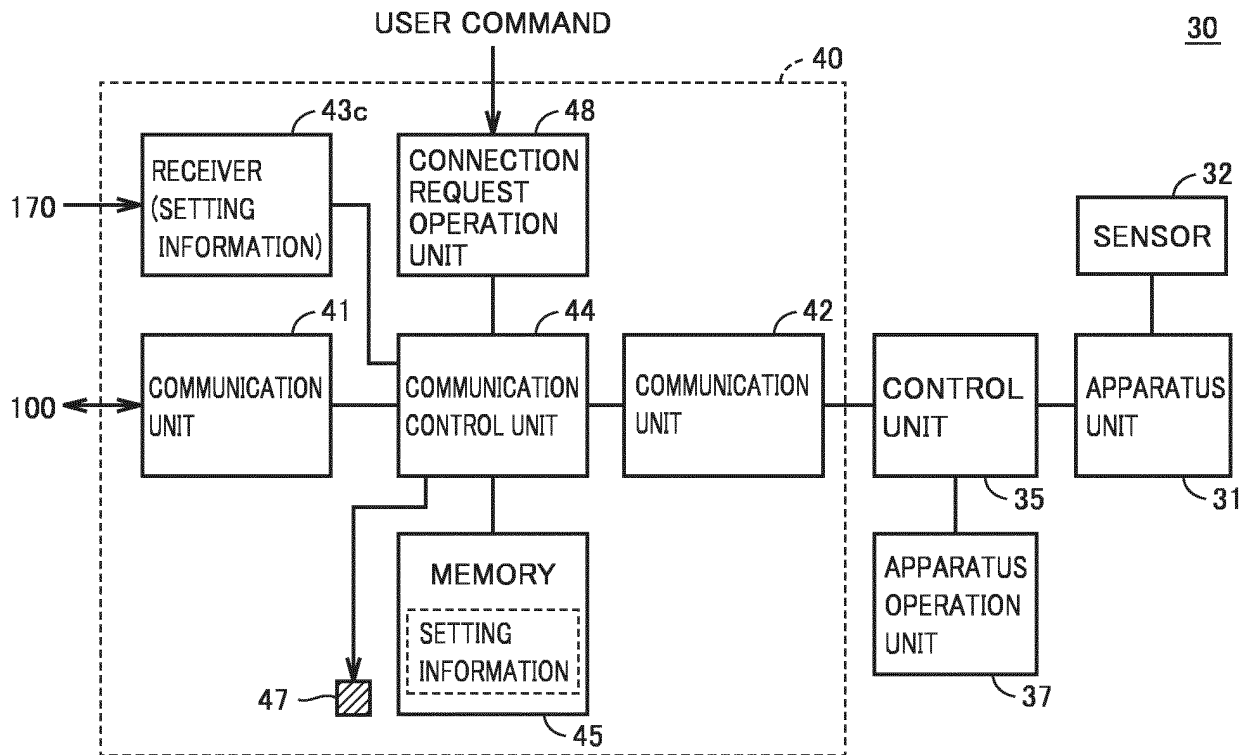 USER COMMAND
30
40
43c
48
RECEIVER
(SETTING
INFORMATION)
CONNECTION
REQUEST
OPERATION
UNIT
170
32
SENSOR
41
44
42
COMMUNICATION
UNIT
COMMUNICATION
CONTROL UNIT
COMMUNICATION
UNIT
CONTROL
UNIT
APPARATUS
UNIT
100
35
31
MEMORY
SETTING
INFORMATION
APPARATUS
OPERATION
UNIT
47
45
37